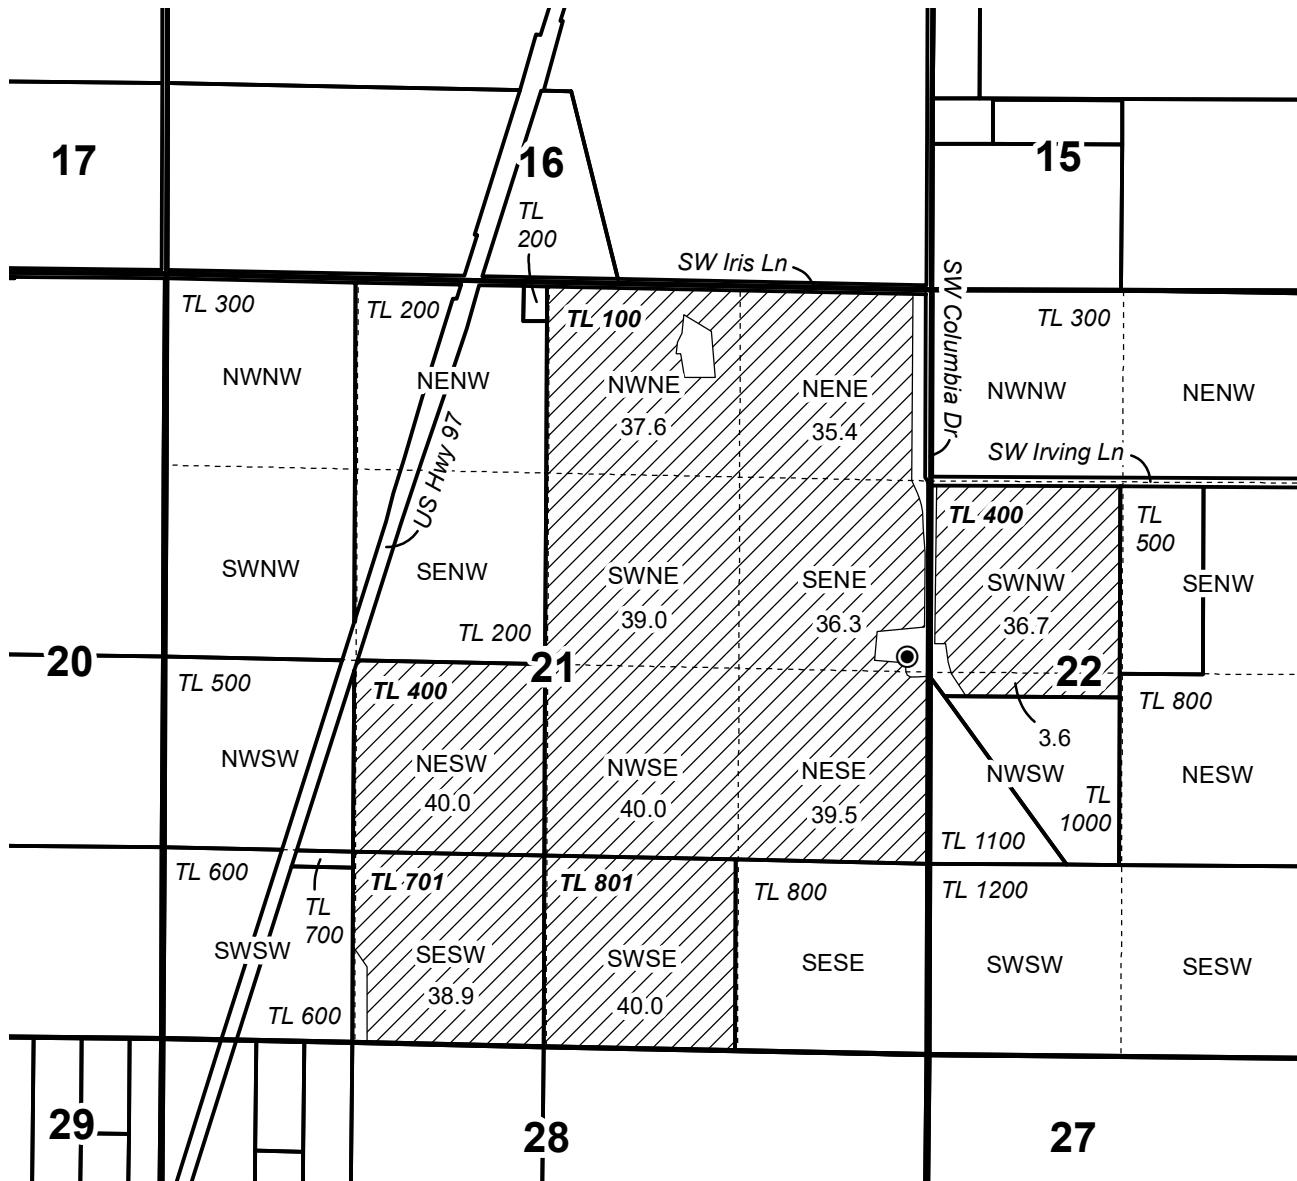 17
16
15
TL
200
SW Iris Ln
SW Columbia Dr
TL 300
TL 200
TL 100
TL 300
NWNW
NENW
NWNE
37.6
NENE
35.4
NWNW
NENW
US Hwy 97
SW Irving Ln
TL 400
TL
500
SWNW
SENW
SWNE
39.0
SENE
36.3
SWNW
36.7
SENW
TL 200
20
21
22
TL 500
TL 400
TL 800
3.6
NWSW
NESW
40.0
NWSE
40.0
NESE
39.5
NWSW
NESW
TL
1000
TL 1100
TL 600
TL 701
TL 801
TL 800
TL 1200
TL
700
SWSW
SESW
38.9
SWSE
40.0
SESE
SWSW
SESW
TL 600
29
28
27